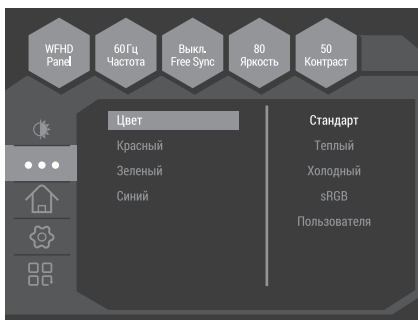 WFHD
Panel
60 Гц
Частота
Выкл.
Free Sync
80
Яркость
50
Контраст
Цвет
Красный
Зеленый
Синий
Стандарт
Теплый
Холодный
sRGB
Пользователя